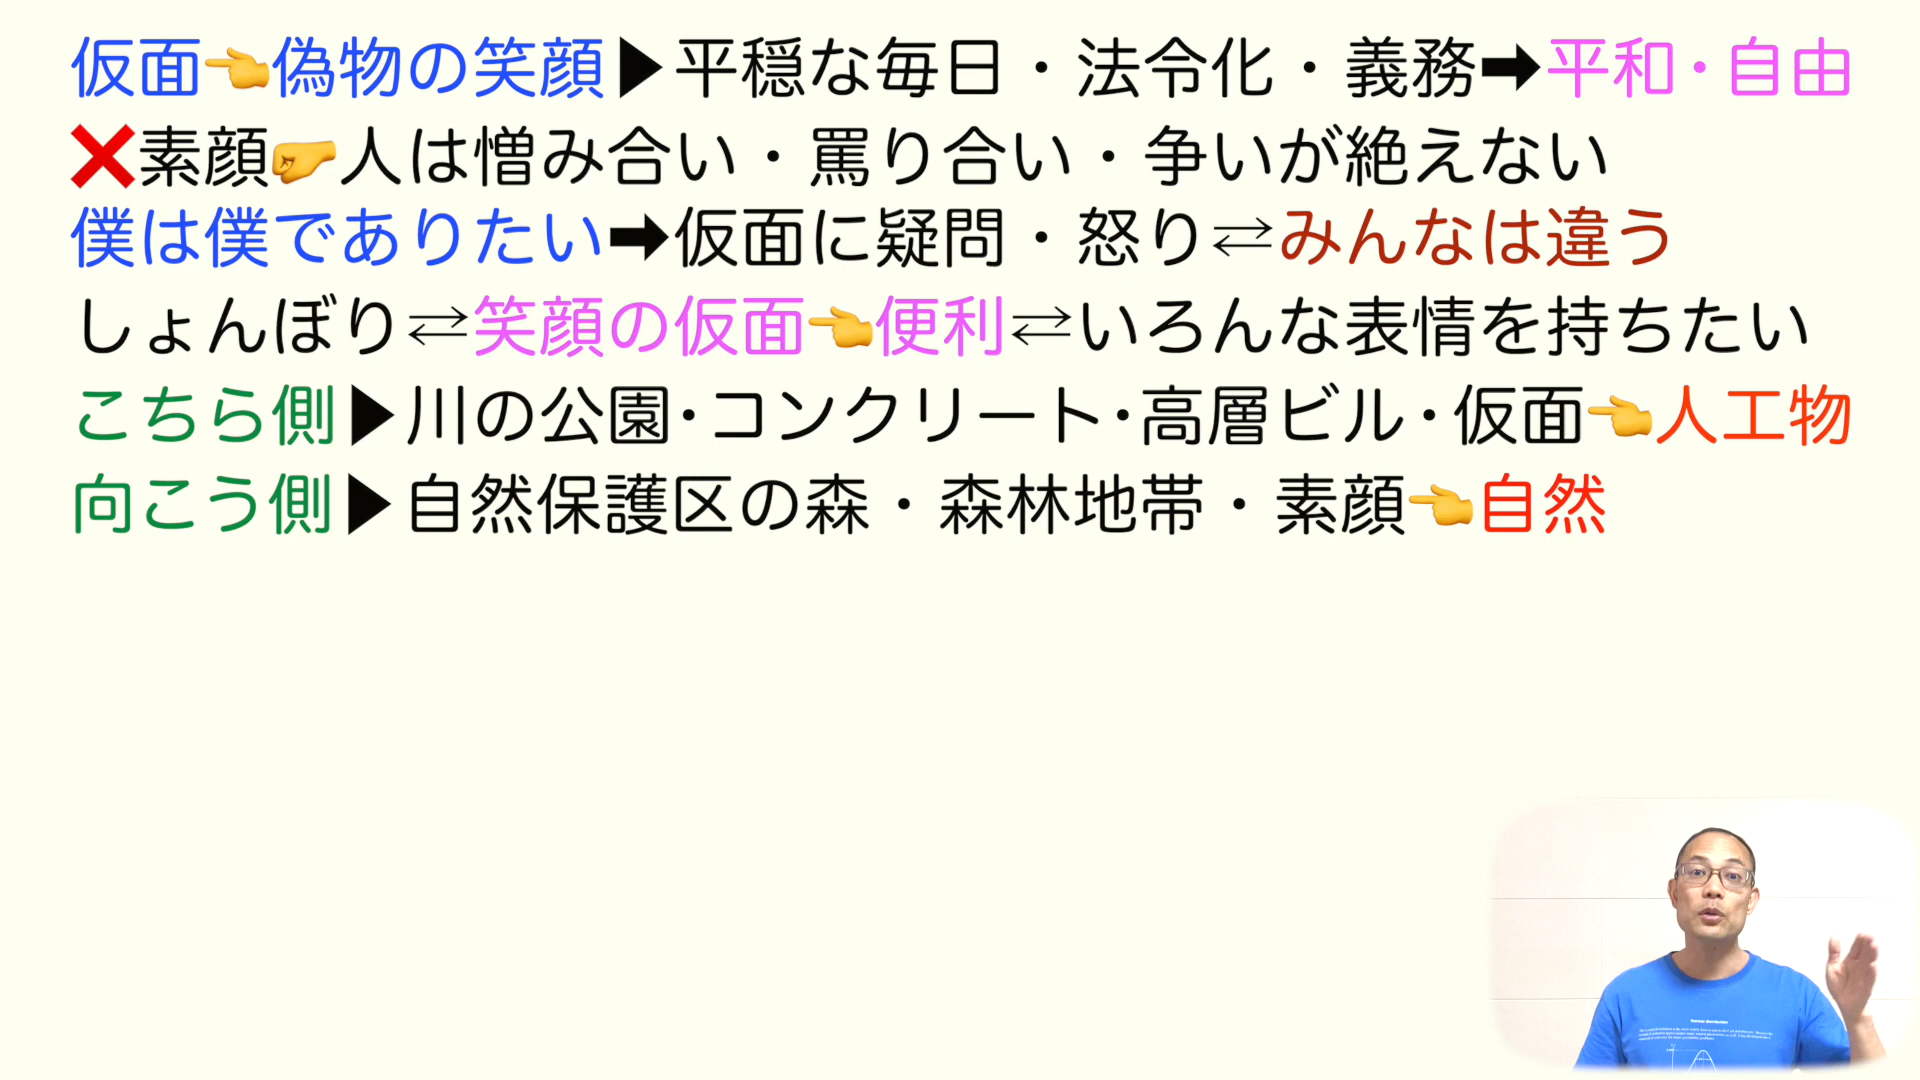 仮面👈偽物の笑顔▶平穏な毎日・法令化・義務➡平和・自由
❌素顔🤛人は憎み合い・罵り合い・争いが絶えない
僕は僕でありたい➡仮面に疑問・怒り⇄みんなは違う
しょんぼり⇄笑顔の仮面👈便利⇄いろんな表情を持ちたい
こちら側▶川の公園・コンクリート・高層ビル・仮面👈人工物
向こう側▶自然保護区の森・森林地帯・素顔👈自然
Normal distribution